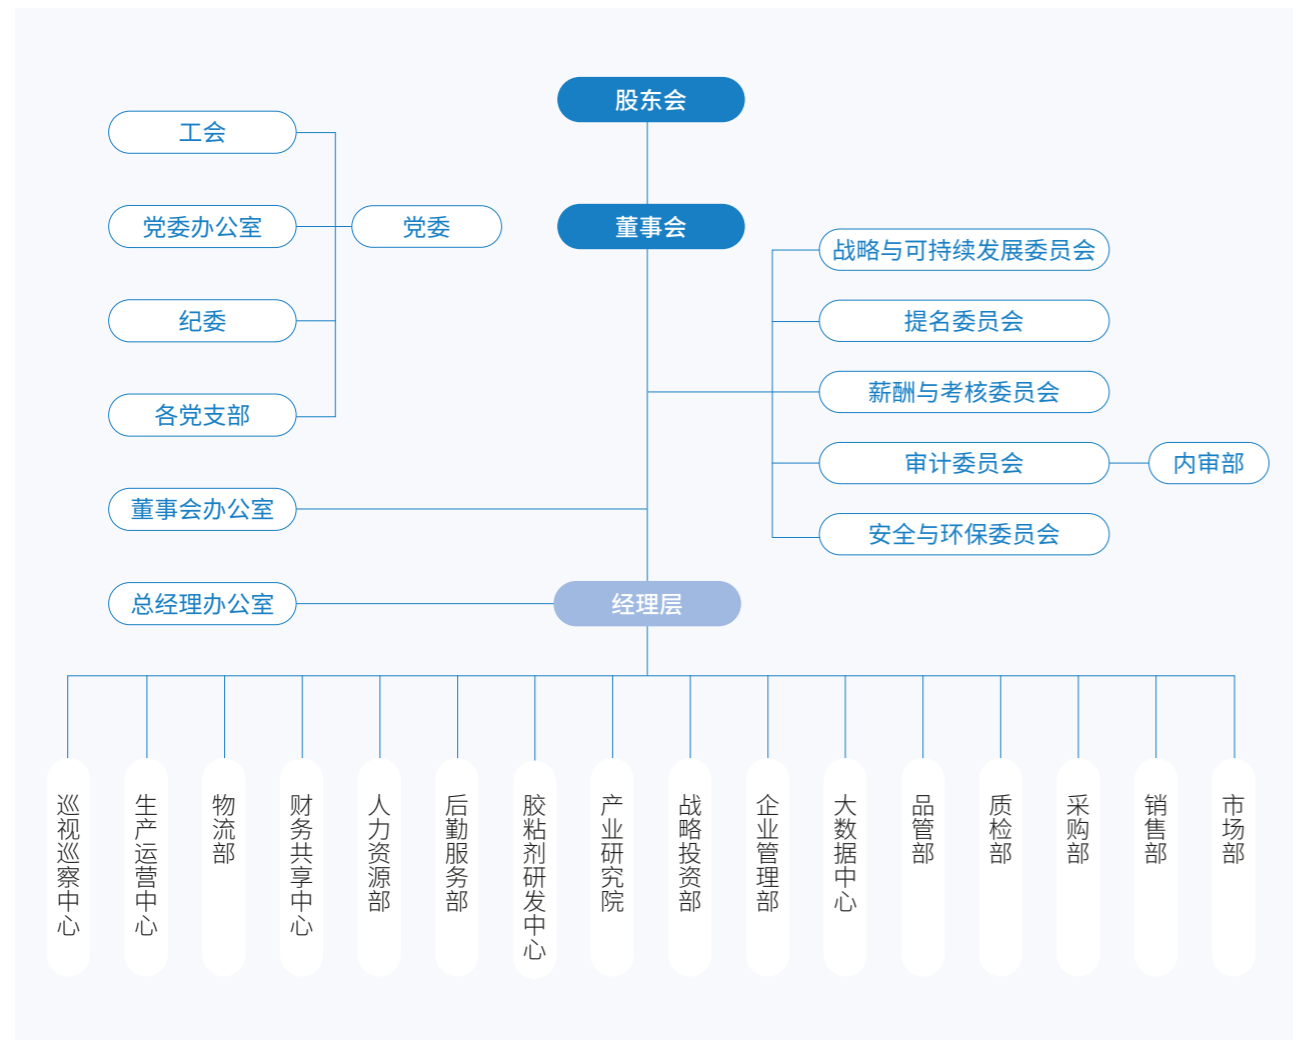 股东会
工会
党委办公室
党委
董事会
战略与可持续发展委员会
纪委
提名委员会
薪酬与考核委员会
各党支部
审计委员会
内审部
董事会办公室
安全与环保委员会
总经理办公室
经理层
巡视巡察中心
生产运营中心
物流部
财务共享中心
人力资源部
后勤服务部
胶粘剂研发中心
产业研究院
战略投资部
企业管理部
大数据中心
品管部
质检部
采购部
销售部
市场部